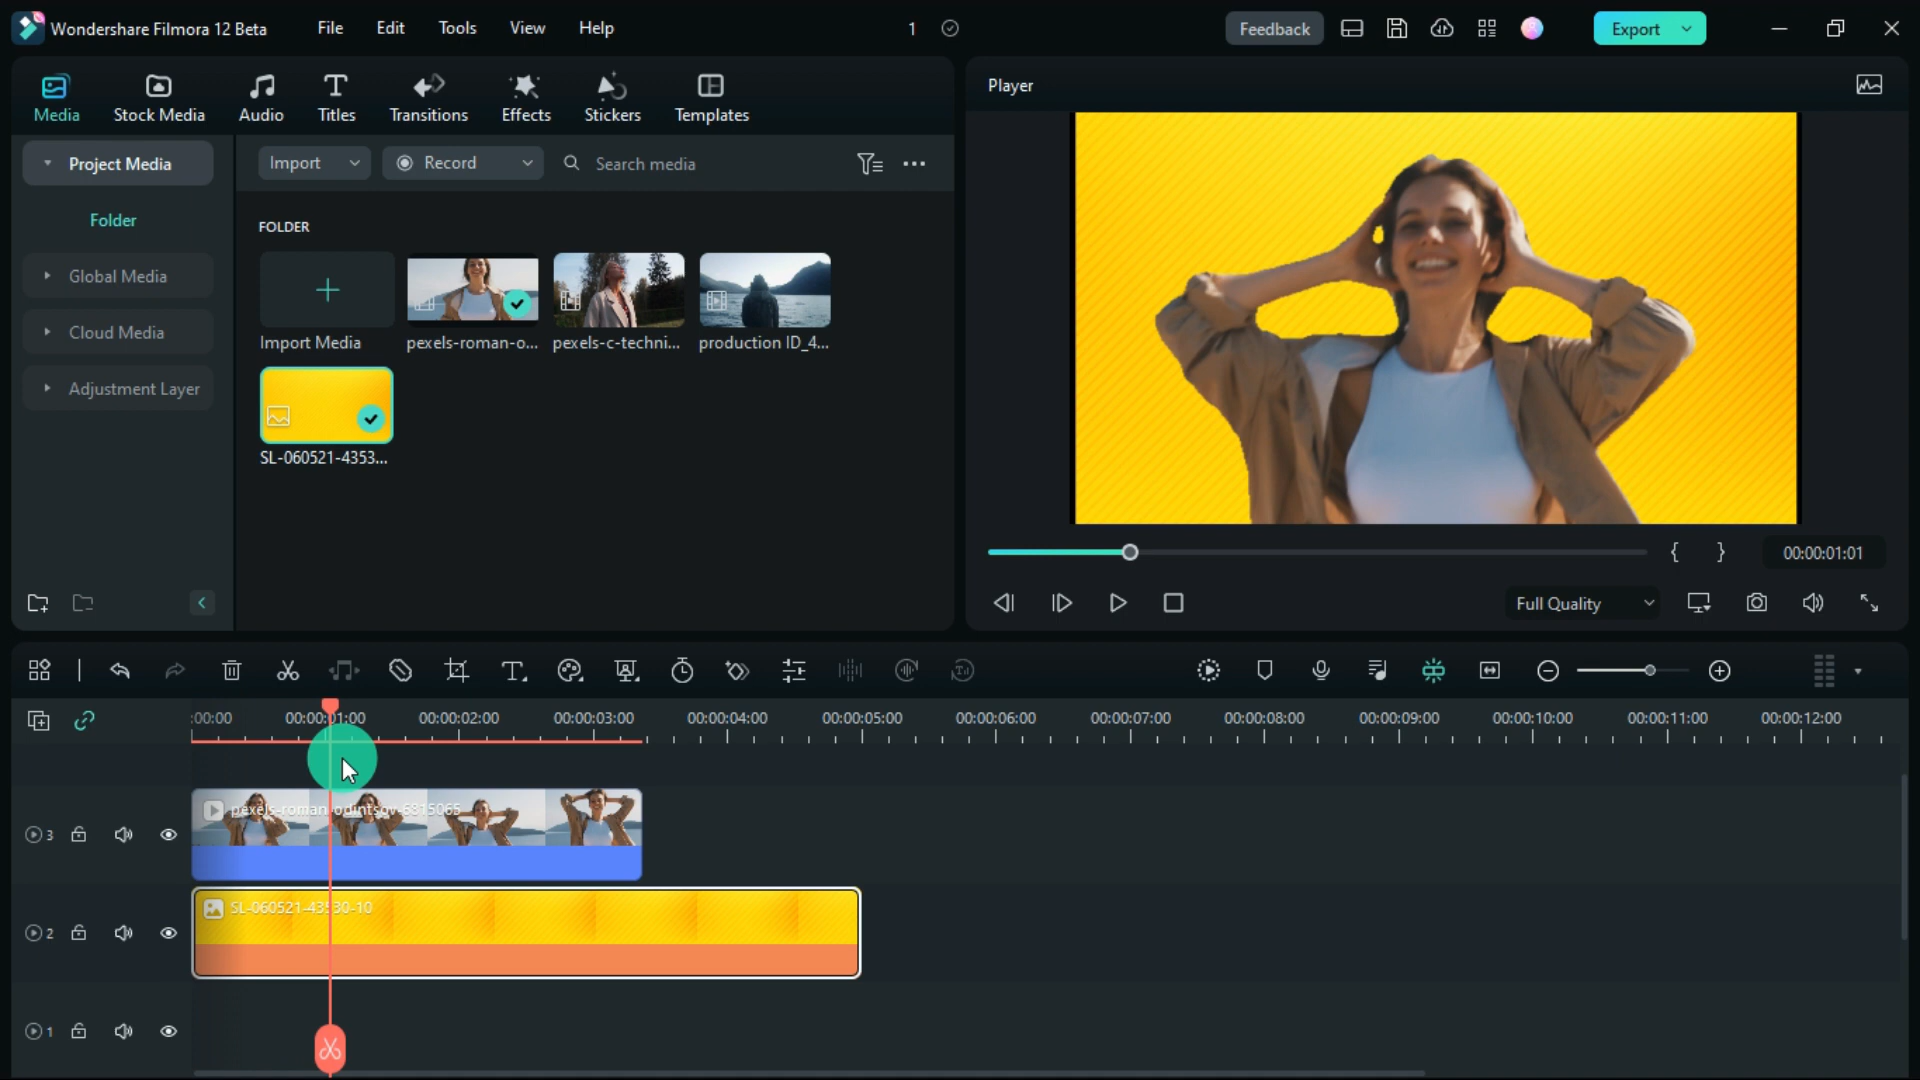 Wondershare Filmora 12 Beta
File
Edit
Tools
View
Help
1
Feedback
Export
Media
Stock Media
Audio
Titles
Transitions
Effects
Stickers
Templates
Player
Project Media
Import
Record
Search media
Folder
FOLDER
Global Media
Cloud Media
Adjustment Layer
Import Media
pexels-roman-o...
pexels-c-techni...
production ID_4...
SL-060521-4353...
00:00:01:01
Full Quality
:00:00
00:00:01:00
00:00:02:00
00:00:03:00
00:00:04:00
00:00:05:00
00:00:06:00
00:00:07:00
00:00:08:00
00:00:09:00
00:00:10:00
00:00:11:00
00:00:12:00
pexels-roman-odintsov-6815065
3
SL-060521-43530-10
2
1